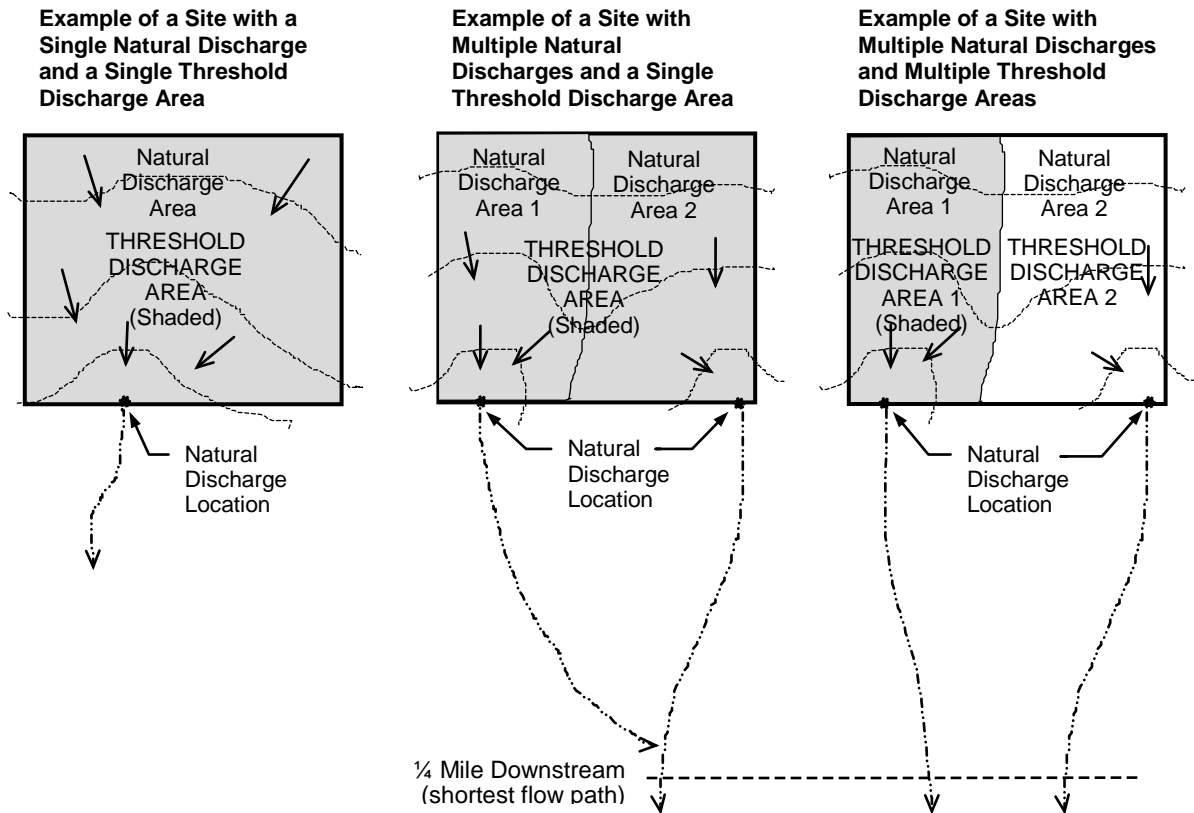 Example of a Site with a
Single Natural Discharge
and a Single Threshold
Discharge Area
Natural
Discharge
Area
THRESHOLD
DISCHARGE
AREA
(Shaded)
Natural
Discharge
Location
Example of a Site with
Multiple Natural
Discharges and a Single
Threshold Discharge Area
Natural
Discharge
Area 1
Natural
Discharge
Area 2
THRESHOLD
DISCHARGE
AREA
(Shaded)
Natural
Discharge
Location
¼ Mile Downstream
(shortest flow path)
Example of a Site with
Multiple Natural Discharges
and Multiple Threshold
Discharge Areas
Natural
Discharge
Area 1
THRESHOLD
DISCHARGE
AREA 1
(Shaded)
Natural
Discharge
Area 2
THRESHOLD
DISCHARGE
AREA 2
Natural
Discharge
Location